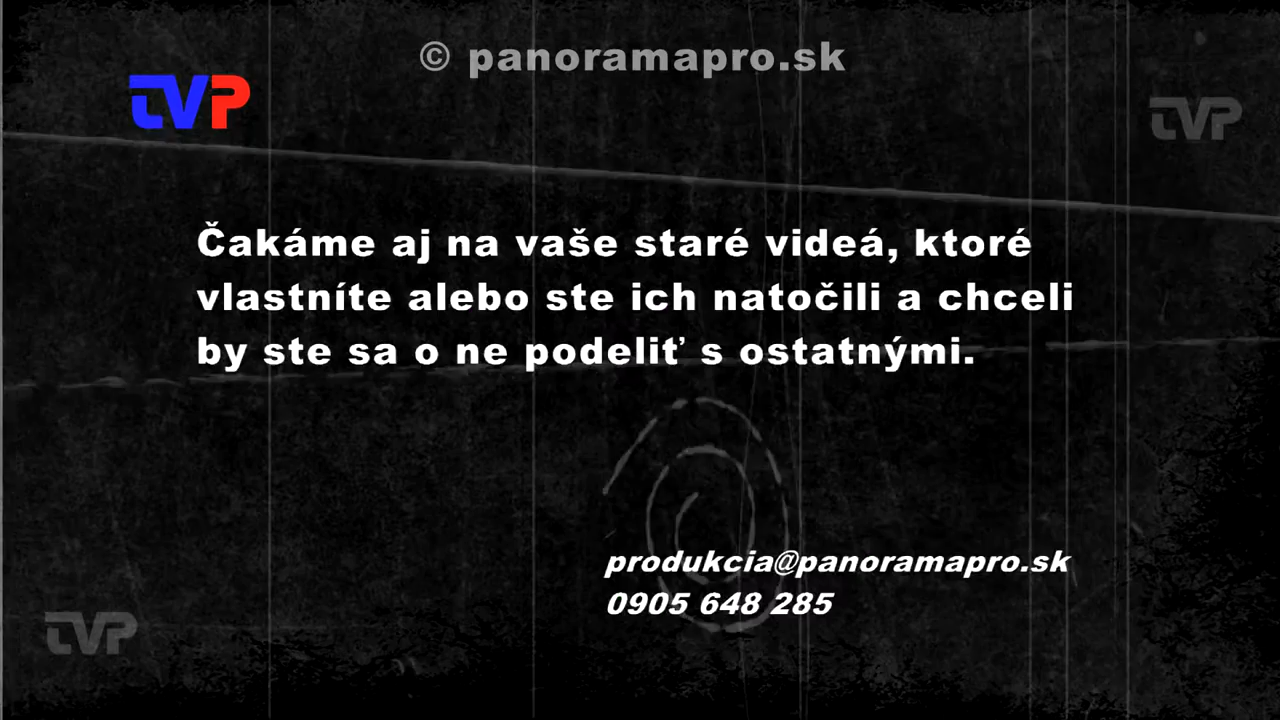 © panoramapro.sk
TVP
TVP
Čakáme aj na vaše staré videá, ktoré
vlastníte alebo ste ich natočili a chceli
by ste sa o ne podeliť s ostatnými.
produkcia@panoramapro.sk
0905 648 285
TVP